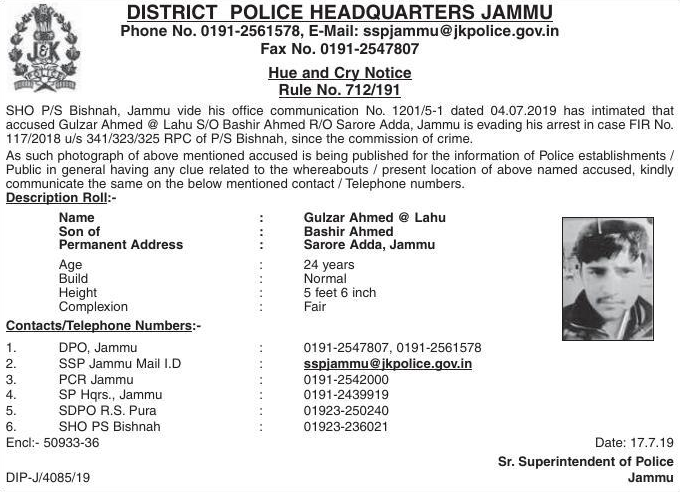 DISTRICT POLICE HEADQUARTERS JAMMU
Phone No. 0191-2561578, E-Mail: sspjammu@jkpolice.gov.in
Fax No. 0191-2547807
Hue and Cry Notice
Rule No. 712/191
J&K
POLICE
SHO P/S Bishnah, Jammu vide his office communication No. 1201/5-1 dated 04.07.2019 has intimated that
accused Gulzar Ahmed @ Lahu S/O Bashir Ahmed R/O Sarore Adda, Jammu is evading his arrest in case FIR No.
117/2018 u/s 341/323/325 RPC of P/S Bishnah, since the commission of crime.
As such photograph of above mentioned accused is being published for the information of Police establishments /
Public in general having any clue related to the whereabouts / present location of above named accused, kindly
communicate the same on the below mentioned contact / Telephone numbers.
Description Roll:-
Name : Gulzar Ahmed @ Lahu
Son of : Bashir Ahmed
Permanent Address : Sarore Adda, Jammu
Age : 24 years
Build : Normal
Height : 5 feet 6 inch
Complexion : Fair
Contacts/Telephone Numbers:-
1. DPO, Jammu : 0191-2547807, 0191-2561578
2. SSP Jammu Mail I.D : sspjammu@jkpolice.gov.in
3. PCR Jammu : 0191-2542000
4. SP Hqrs., Jammu : 0191-2439919
5. SDPO R.S. Pura : 01923-250240
6. SHO PS Bishnah : 01923-236021
Encl:- 50933-36 Date: 17.7.19
Sr. Superintendent of Police
DIP-J/4085/19 Jammu